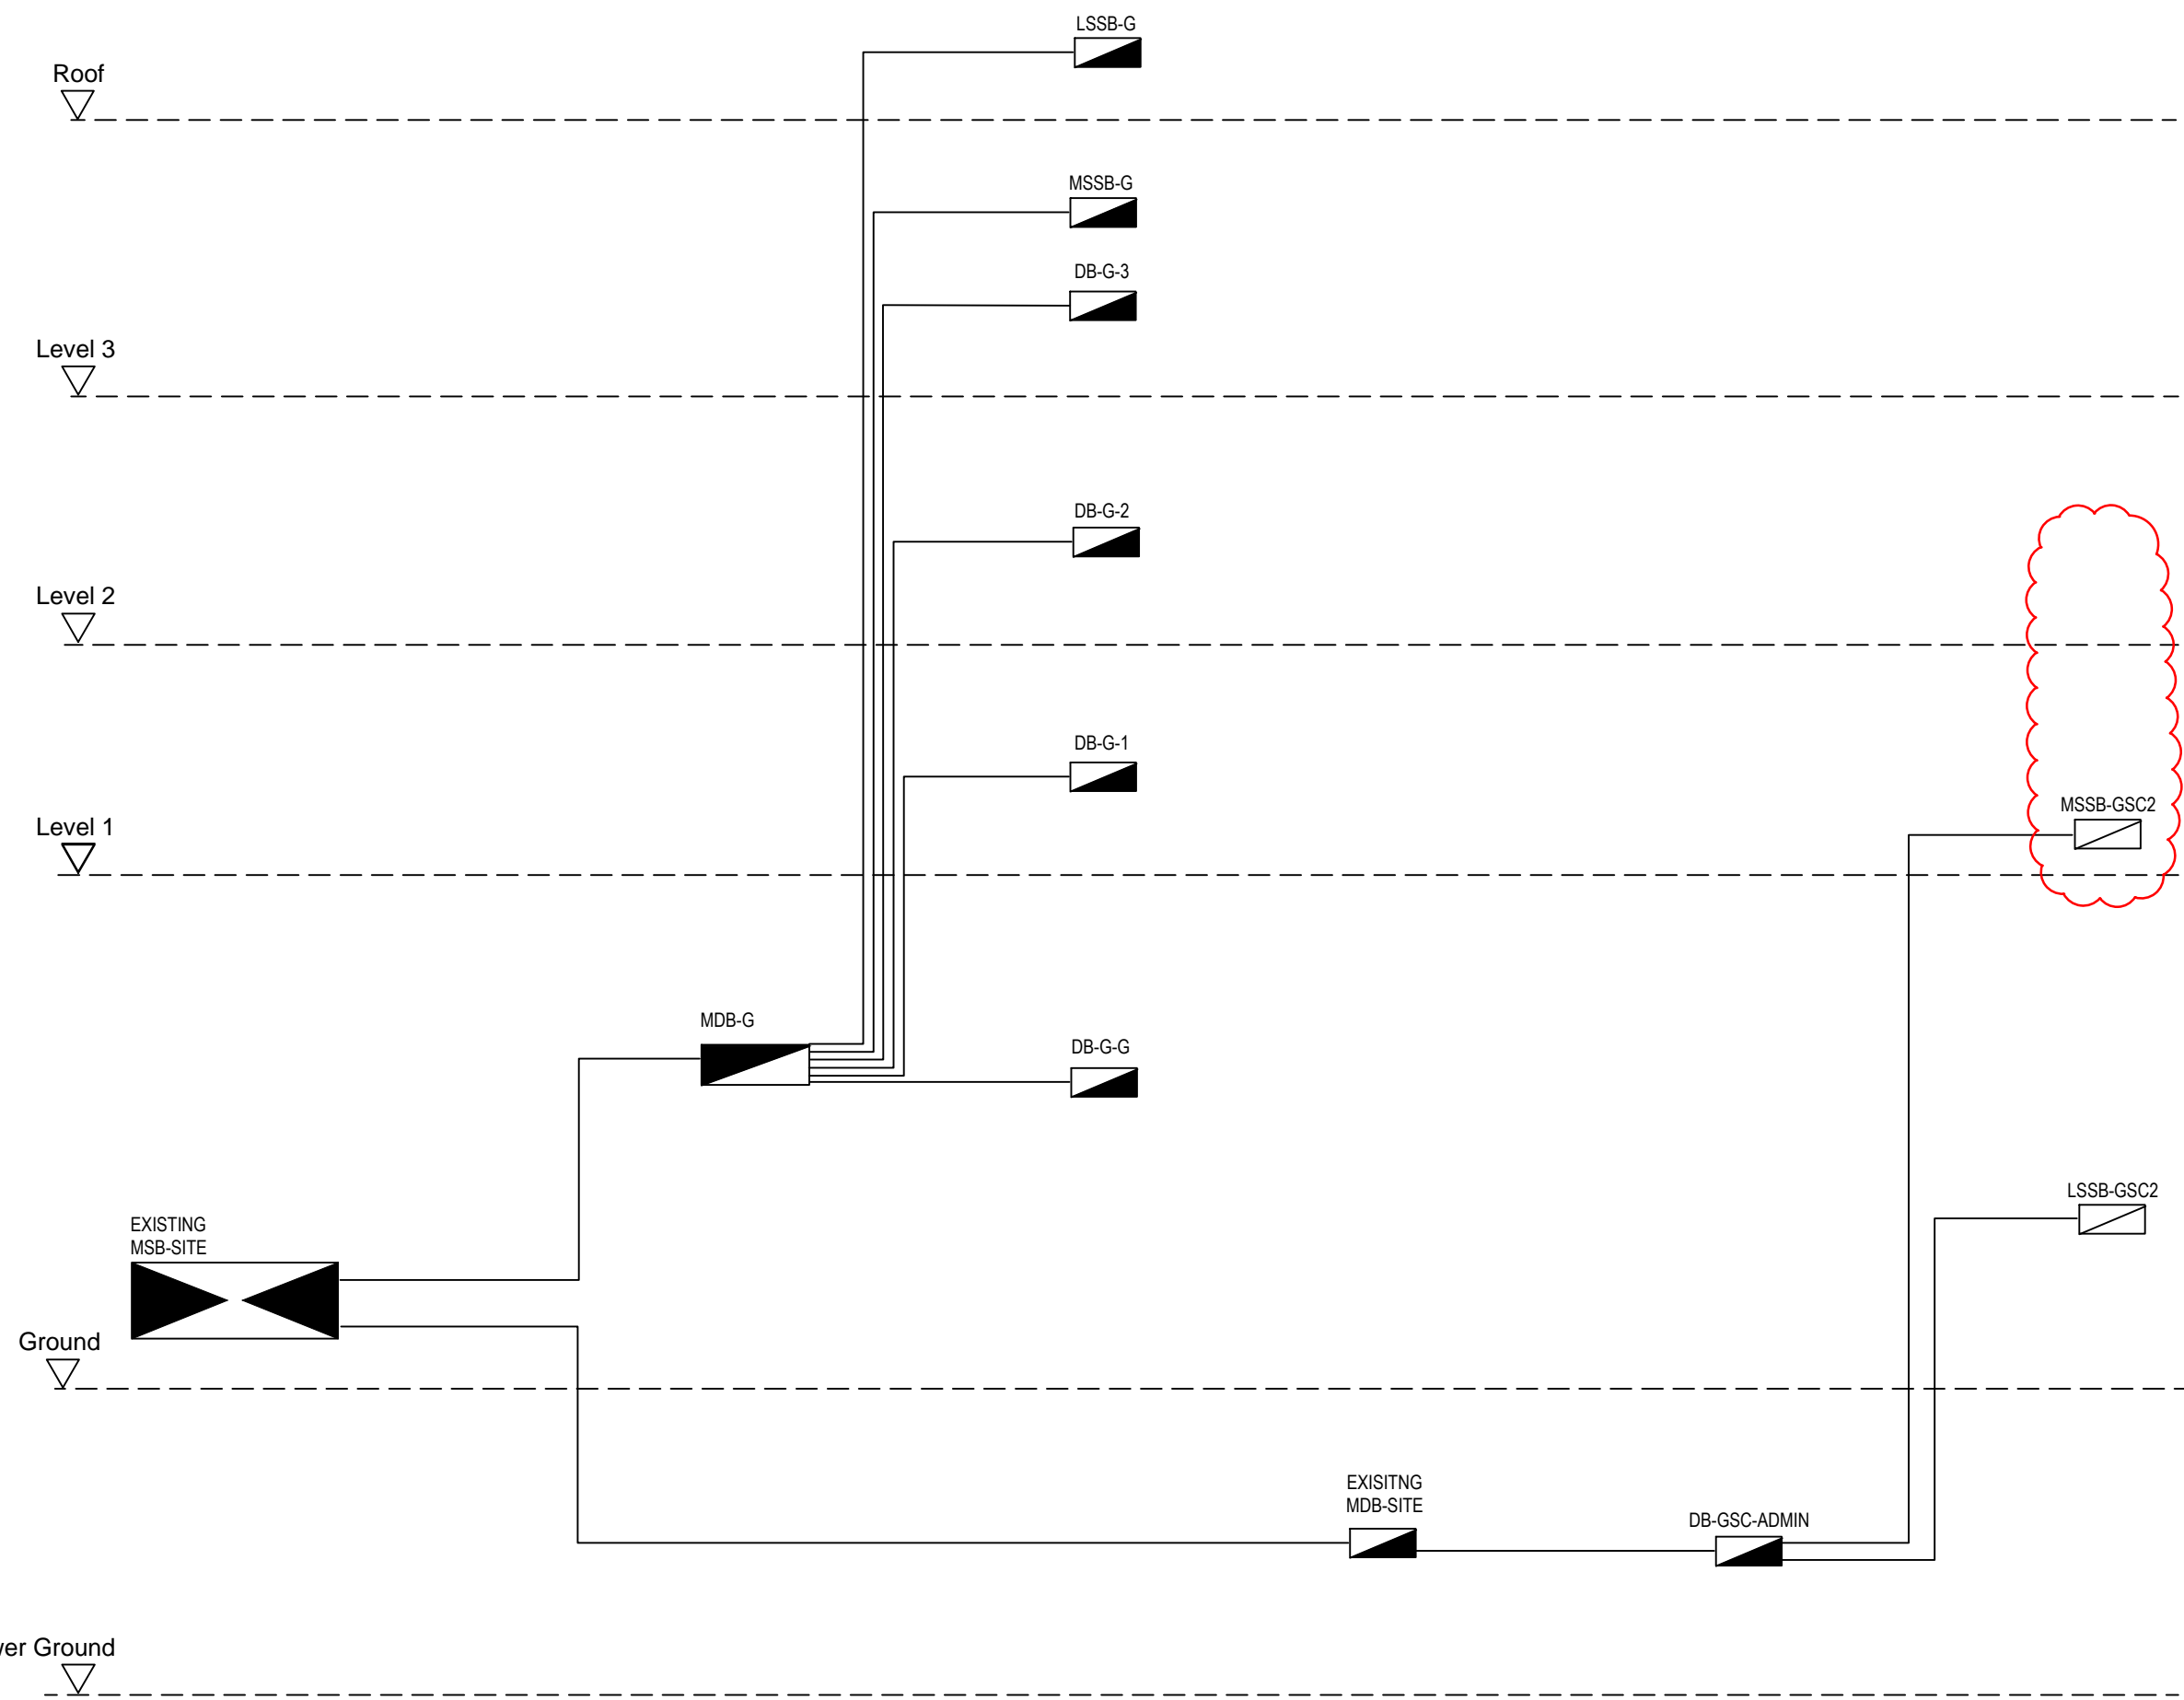 LSSB-G
Roof
MSSB-G
DB-G-3
Level 3
DB-G-2
Level 2
DB-G-1
MSSB-GSC2
Level 1
MDB-G
DB-G-G
LSSB-GSC2
EXISTING
MSB-SITE
Ground
EXISITNG
MDB-SITE
DB-GSC-ADMIN
Ground